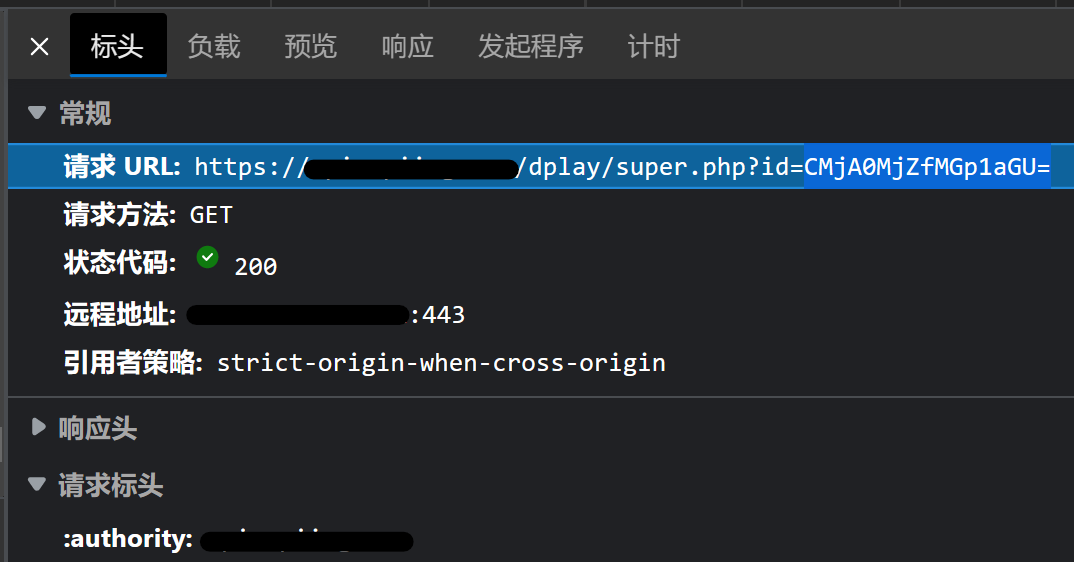 标头 负载 预览 响应 发起程序 计时
常规
请求 URL: https:///dplay/super.php?id=CMjA0MjZfMGp1aGU=
请求方法: GET
状态代码: 200
远程地址: :443
引用者策略: strict-origin-when-cross-origin
响应头
请求标头
:authority: